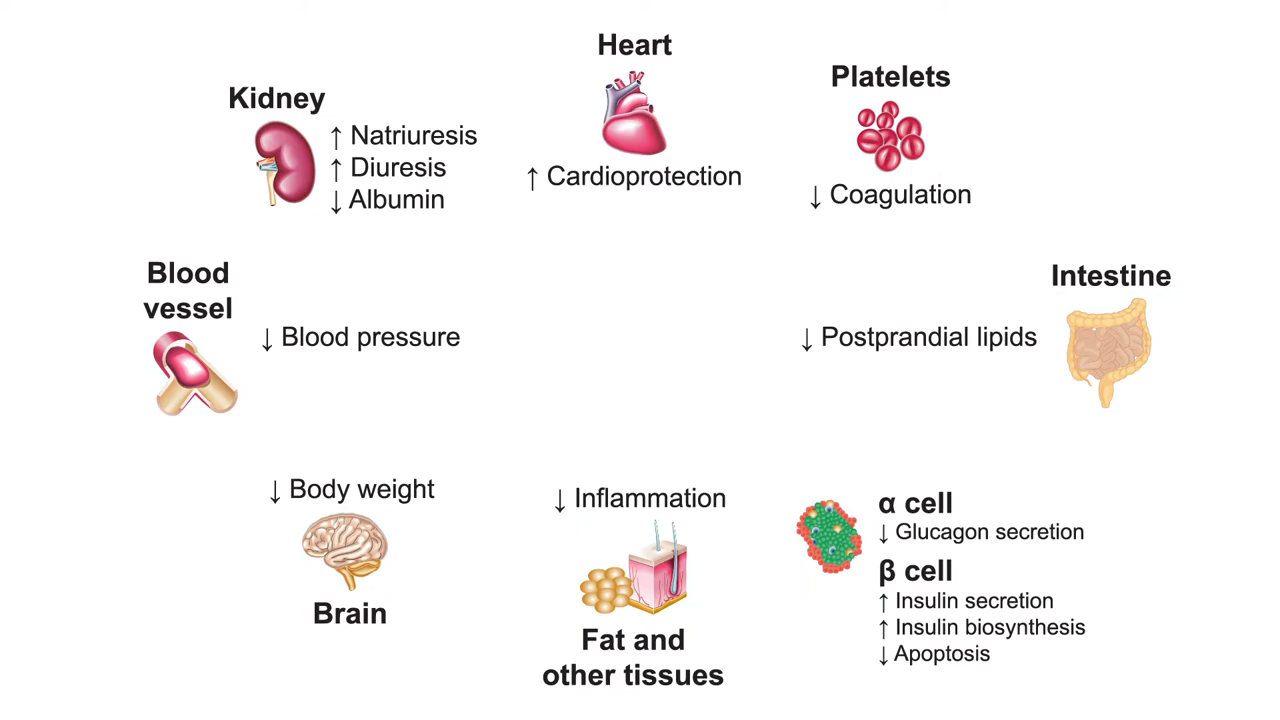 Heart
↑ Cardioprotection
Platelets
↓ Coagulation
Kidney
↑ Natriuresis
↑ Diuresis
↓ Albumin
Blood
vessel
↓ Blood pressure
Intestine
↓ Postprandial lipids
↓ Body weight
Brain
↓ Inflammation
Fat and
other tissues
α cell
↓ Glucagon secretion
β cell
↑ Insulin secretion
↑ Insulin biosynthesis
↓ Apoptosis